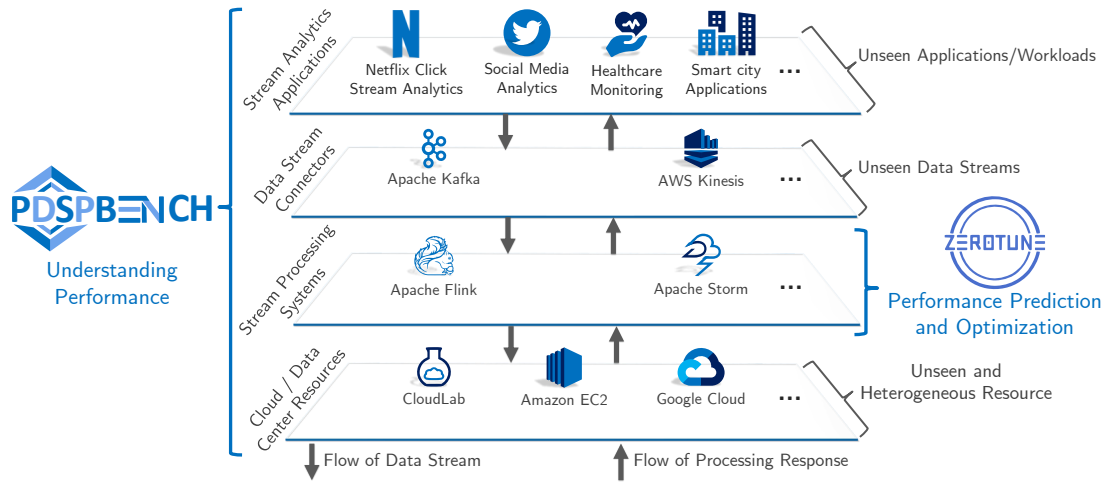 Stream Analytics
Applications
Netflix Click
Stream Analytics
Social Media
Analytics
Healthcare
Monitoring
Smart city
Applications
...
Unseen Applications/Workloads
Data Stream
Connectors
Apache Kafka
AWS Kinesis
...
Unseen Data Streams
PDSPBENCH
Understanding
Performance
Stream Processing
Systems
Apache Flink
Apache Storm
...
ZEROTUNE
Performance Prediction
and Optimization
Cloud / Data
Center Resources
CloudLab
Amazon EC2
Google Cloud
...
Unseen and
Heterogeneous Resource
Flow of Data Stream
Flow of Processing Response